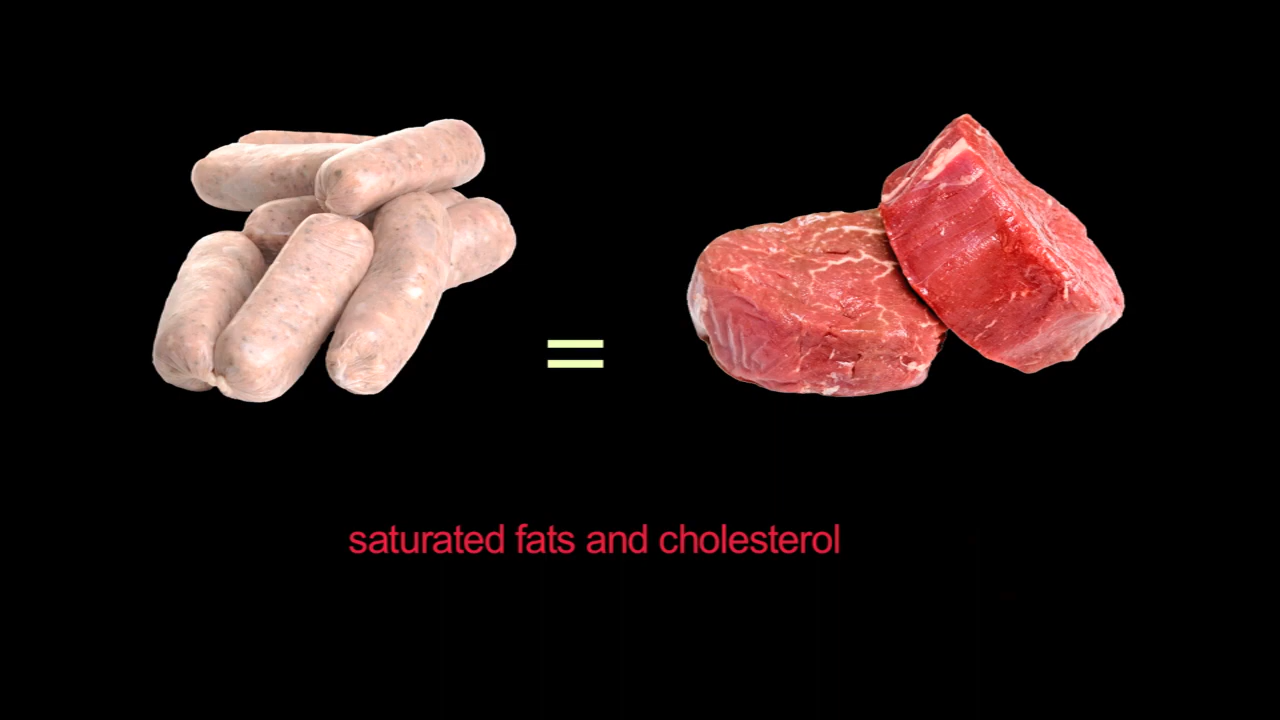 =
saturated fats and cholesterol